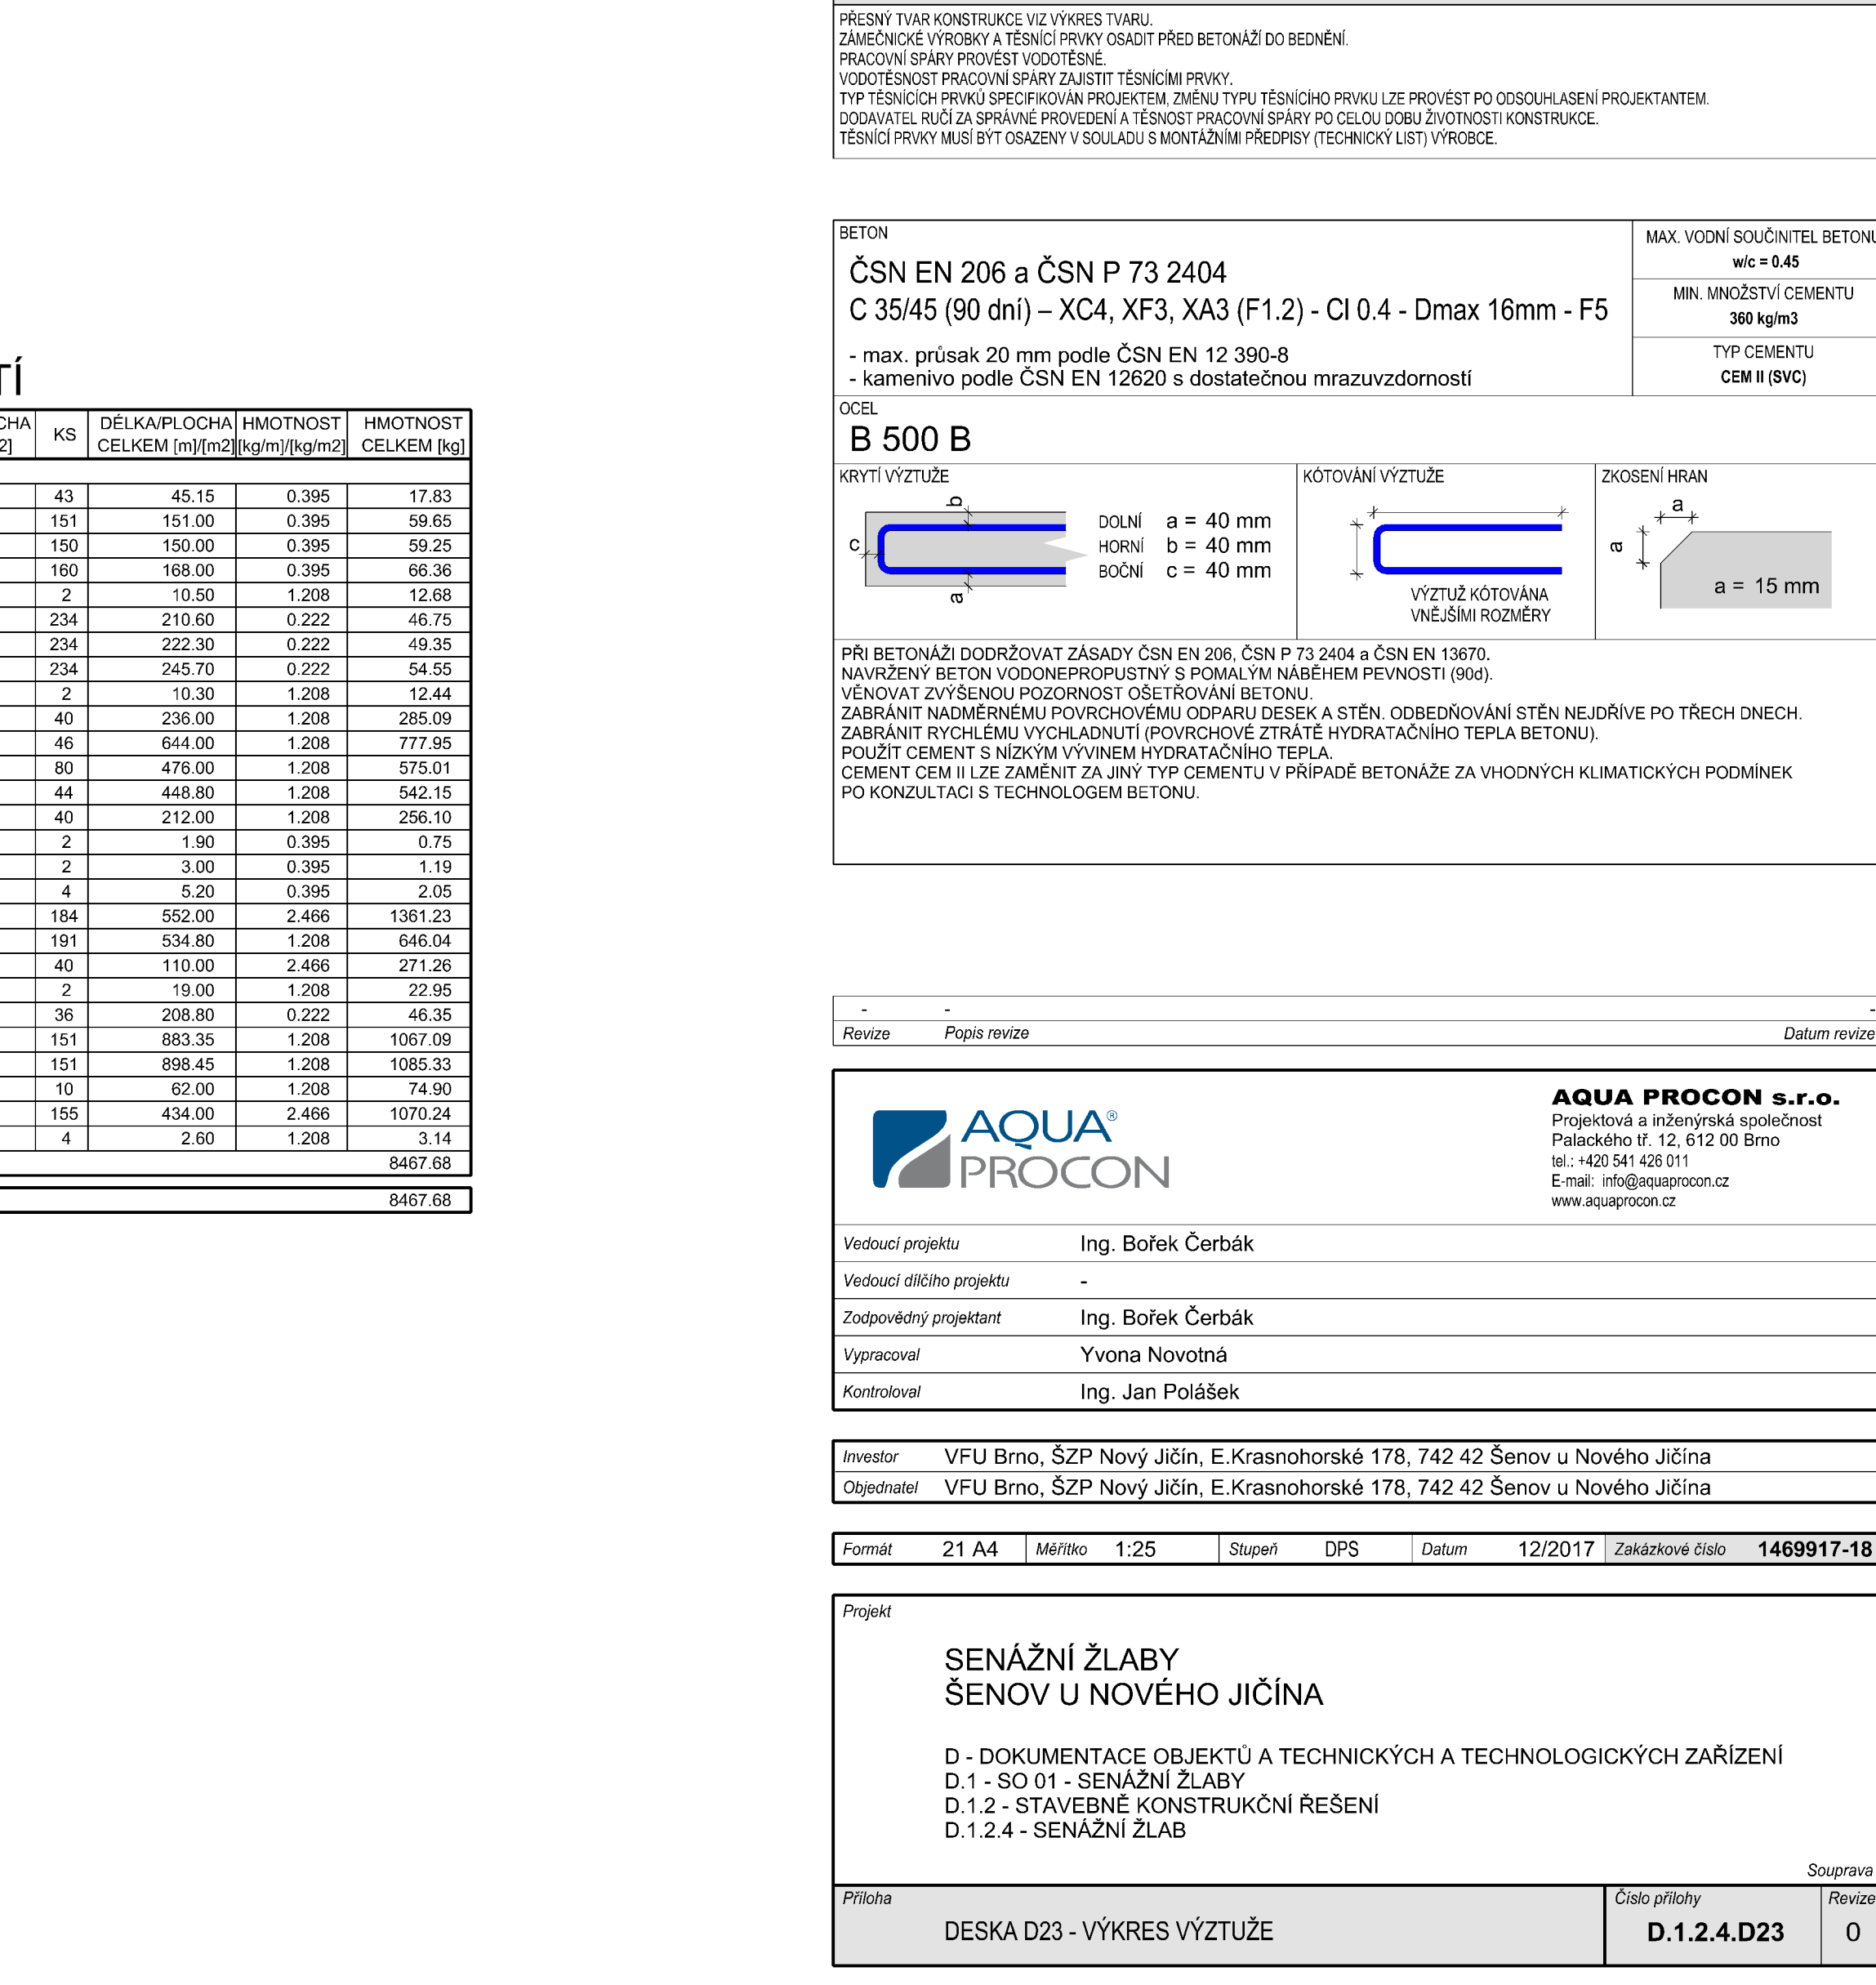 PŘESNÝ TVAR KONSTRUKCE VIZ VÝKRES TVARU.
ZÁMEČNICKÉ VÝROBKY A TĚSNÍCÍ PRVKY OSADIT PŘED BETONÁŽÍ DO BEDNĚNÍ.
PRACOVNÍ SPÁRY PROVÉST VODOTĚSNÉ.
VODOTĚSNOST PRACOVNÍ SPÁRY ZAJISTIT TĚSNÍCÍMI PRVKY.
TYP TĚSNÍCÍCH PRVKŮ SPECIFIKOVÁN PROJEKTEM, ZMĚNU TYPU TĚSNÍCÍHO PRVKU LZE PROVÉST PO ODSOUHLASENÍ PROJEKTANTEM.
DODAVATEL RUČÍ ZA SPRÁVNÉ PROVEDENÍ A TĚSNOST PRACOVNÍ SPÁRY PO CELOU DOBU ŽIVOTNOSTI KONSTRUKCE.
TĚSNÍCÍ PRVKY MUSÍ BÝT OSAZENY V SOULADU S MONTÁŽNÍMI PŘEDPISY (TECHNICKÝ LIST) VÝROBCE.
TÍ
CHA KS DÉLKA/PLOCHA HMOTNOST HMOTNOST
2] CELKEM [m]/[m2] [kg/m]/[kg/m2] CELKEM [kg]
43 45.15 0.395 17.83
151 151.00 0.395 59.65
150 150.00 0.395 59.25
160 168.00 0.395 66.36
2 10.50 1.208 12.68
234 210.60 0.222 46.75
234 222.30 0.222 49.35
234 245.70 0.222 54.55
2 10.30 1.208 12.44
40 236.00 1.208 285.09
46 644.00 1.208 777.95
80 476.00 1.208 575.01
44 448.80 1.208 542.15
40 212.00 1.208 256.10
2 1.90 0.395 0.75
2 3.00 0.395 1.19
4 5.20 0.395 2.05
184 552.00 2.466 1361.23
191 534.80 1.208 646.04
40 110.00 2.466 271.26
2 19.00 1.208 22.95
36 208.80 0.222 46.35
151 883.35 1.208 1067.09
151 898.45 1.208 1085.33
10 62.00 1.208 74.90
155 434.00 2.466 1070.24
4 2.60 1.208 3.14
8467.68
8467.68
BETON
ČSN EN 206 a ČSN P 73 2404
C 35/45 (90 dní) – XC4, XF3, XA3 (F1.2) - Cl 0.4 - Dmax 16mm - F5
- max. průsak 20 mm podle ČSN EN 12 390-8
- kamenivo podle ČSN EN 12620 s dostatečnou mrazuvzdorností
MAX. VODNÍ SOUČINITEL BETONU
w/c = 0.45
MIN. MNOŽSTVÍ CEMENTU
360 kg/m3
TYP CEMENTU
CEM II (SVC)
OCEL
B 500 B
KRYTÍ VÝZTUŽE
b
c
a
DOLNÍ a = 40 mm
HORNÍ b = 40 mm
BOČNÍ c = 40 mm
KÓTOVÁNÍ VÝZTUŽE
VÝZTUŽ KÓTOVÁNA
VNĚJŠÍMI ROZMĚRY
ZKOSENÍ HRAN
a
a
a = 15 mm
PŘI BETONÁŽI DODRŽOVAT ZÁSADY ČSN EN 206, ČSN P 73 2404 a ČSN EN 13670.
NAVRŽENÝ BETON VODONEPROPUSTNÝ S POMALÝM NÁBĚHEM PEVNOSTI (90d).
VĚNOVAT ZVÝŠENOU POZORNOST OŠETŘOVÁNÍ BETONU.
ZABRÁNIT NADMĚRNÉMU POVRCHOVÉMU ODPARU DESEK A STĚN. ODBEDŇOVÁNÍ STĚN NEJDŘÍVE PO TŘECH DNECH.
ZABRÁNIT RYCHLÉMU VYCHLADNUTÍ (POVRCHOVÉ ZTRÁTĚ HYDRATAČNÍHO TEPLA BETONU).
POUŽÍT CEMENT S NÍZKÝM VÝVINEM HYDRATAČNÍHO TEPLA.
CEMENT CEM II LZE ZAMĚNIT ZA JINÝ TYP CEMENTU V PŘÍPADĚ BETONÁŽE ZA VHODNÝCH KLIMATICKÝCH PODMÍNEK
PO KONZULTACI S TECHNOLOGEM BETONU.
- - -
Revize Popis revize Datum revize
AQUA®
PROCON
AQUA PROCON s.r.o.
Projektová a inženýrská společnost
Palackého tř. 12, 612 00 Brno
tel.: +420 541 426 011
E-mail: info@aquaprocon.cz
www.aquaprocon.cz
Vedoucí projektu Ing. Bořek Čerbák
Vedoucí dílčího projektu -
Zodpovědný projektant Ing. Bořek Čerbák
Vypracoval Yvona Novotná
Kontroloval Ing. Jan Polášek
Investor VFU Brno, ŠZP Nový Jičín, E.Krasnohorské 178, 742 42 Šenov u Nového Jičína
Objednatel VFU Brno, ŠZP Nový Jičín, E.Krasnohorské 178, 742 42 Šenov u Nového Jičína
Formát 21 A4 Měřítko 1:25 Stupeň DPS Datum 12/2017 Zakázkové číslo 1469917-18
Projekt
SENÁŽNÍ ŽLABY
ŠENOV U NOVÉHO JIČÍNA
D - DOKUMENTACE OBJEKTŮ A TECHNICKÝCH A TECHNOLOGICKÝCH ZAŘÍZENÍ
D.1 - SO 01 - SENÁŽNÍ ŽLABY
D.1.2 - STAVEBNĚ KONSTRUKČNÍ ŘEŠENÍ
D.1.2.4 - SENÁŽNÍ ŽLAB
Souprava
Příloha Číslo přílohy Revize
DESKA D23 - VÝKRES VÝZTUŽE D.1.2.4.D23 0